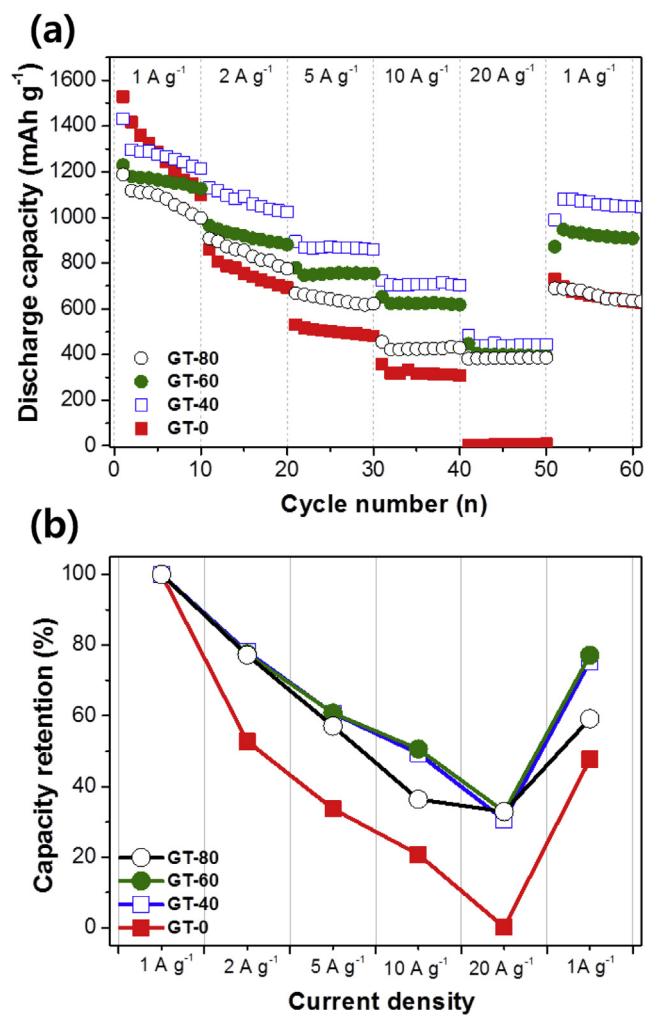 (a)
1 A g⁻¹ 2 A g⁻¹ 5 A g⁻¹ 10 A g⁻¹ 20 A g⁻¹ 1 A g⁻¹
Discharge capacity (mAh g⁻¹)
1600
1400
1200
1000
800
600
400
200
0
GT-80
GT-60
GT-40
GT-0
0 10 20 30 40 50 60
Cycle number (n)
(b)
Capacity retention (%)
100
80
60
40
20
0
GT-80
GT-60
GT-40
GT-0
1 A g⁻¹ 2 A g⁻¹ 5 A g⁻¹ 10 A g⁻¹ 20 A g⁻¹ 1A g⁻¹
Current density